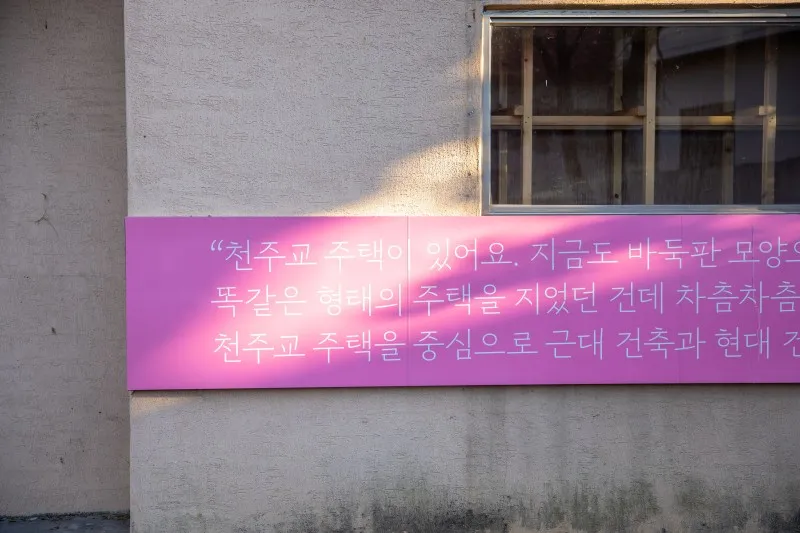 “천주교 주택이 있어요. 지금도 바둑판 모양으
똑같은 형태의 주택을 지었던 건데 차츰차츰
천주교 주택을 중심으로 근대 건축과 현대 건